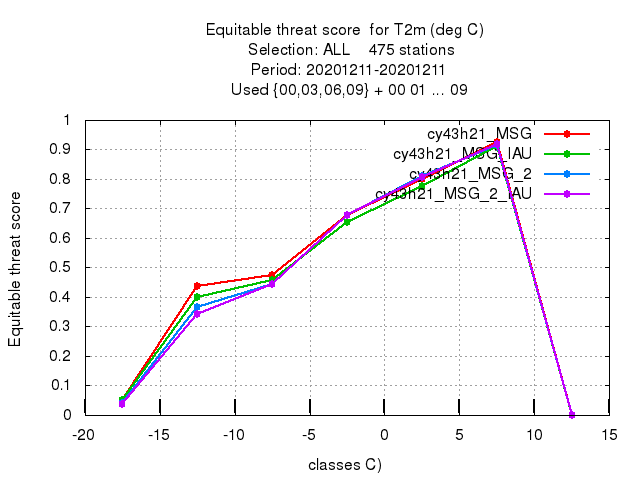 Equitable threat score  for T2m (deg C)
Selection: ALL    475 stations
Period: 20201211-20201211
Used {00,03,06,09} + 00 01 ... 09
Equitable threat score
1
0.9
0.8
0.7
0.6
0.5
0.4
0.3
0.2
0.1
0
cy43h21_MSG
cy43h21_MSG_IAU
cy43h21_MSG_2
cy43h21_MSG_2_IAU
-20 -15 -10 -5 0 5 10 15
classes C)